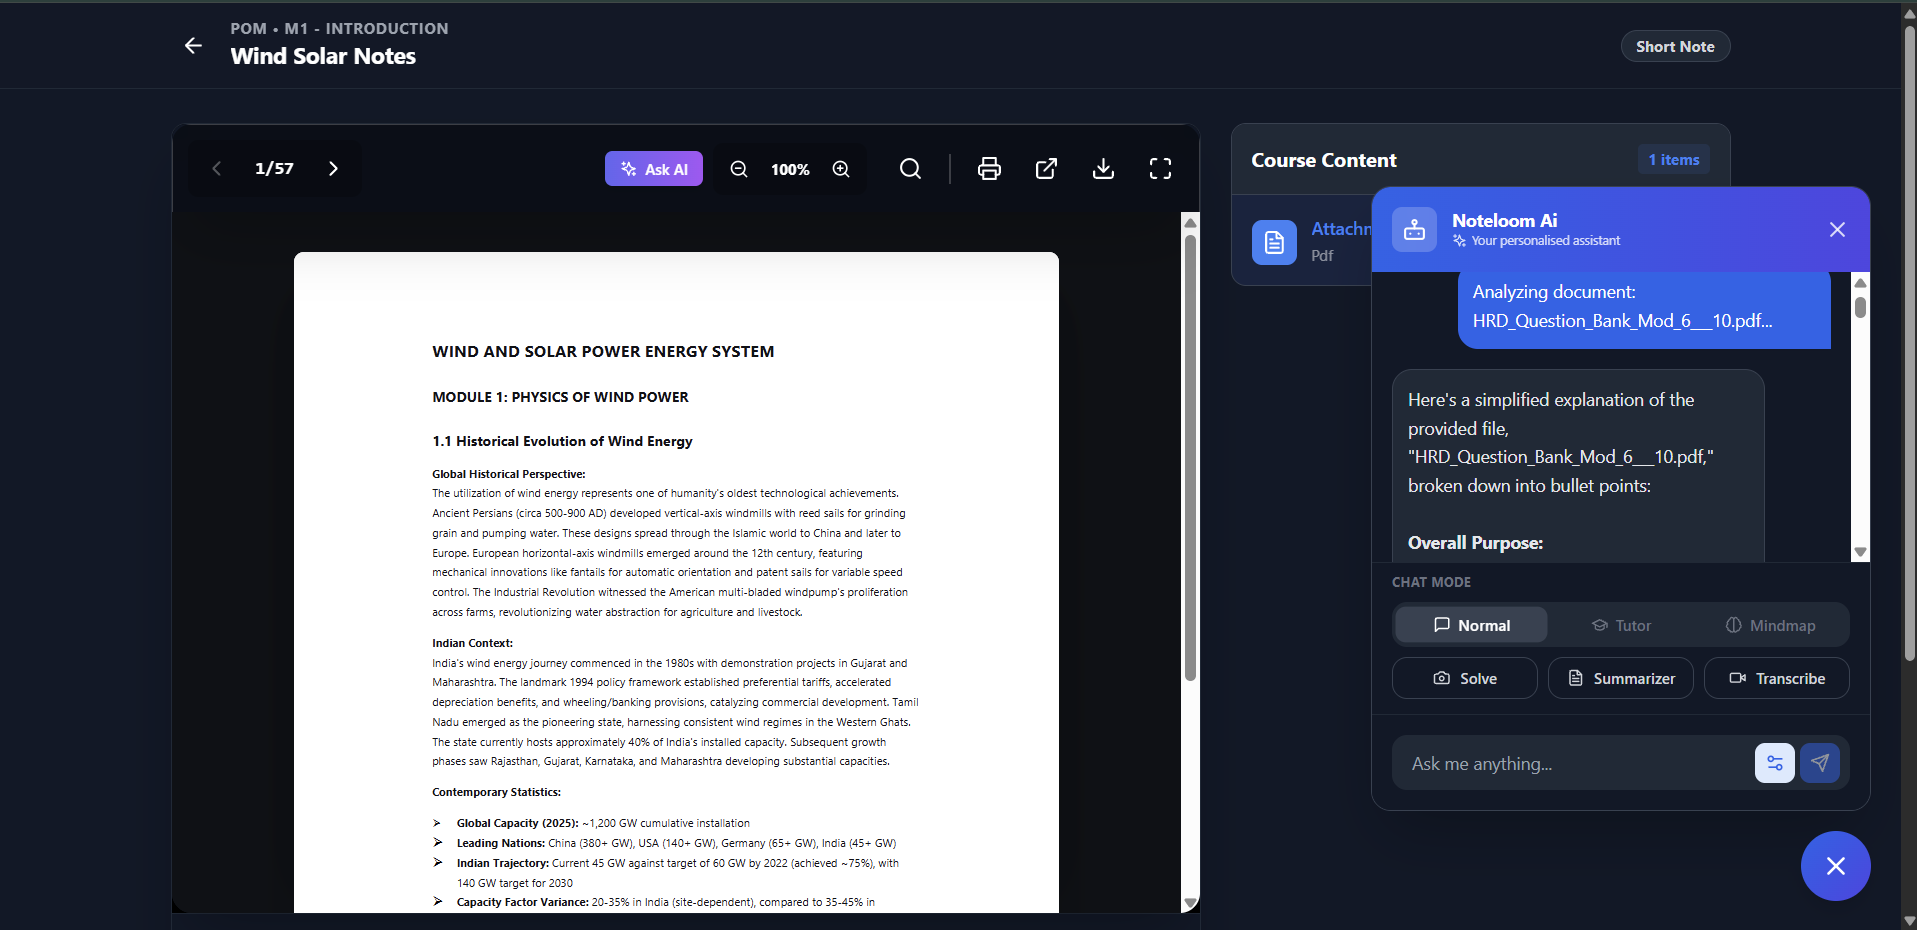 POM • M1 - INTRODUCTION
Wind Solar Notes
Short Note
1/57
Ask AI
100%
WIND AND SOLAR POWER ENERGY SYSTEM
MODULE 1: PHYSICS OF WIND POWER
1.1 Historical Evolution of Wind Energy
Global Historical Perspective:
The utilization of wind energy represents one of humanity's oldest technological achievements.
Ancient Persians (circa 500-900 AD) developed vertical-axis windmills with reed sails for grinding
grain and pumping water. These designs spread through the Islamic world to China and later to
Europe. European horizontal-axis windmills emerged around the 12th century, featuring
mechanical innovations like fantails for automatic orientation and patent sails for variable speed
control. The Industrial Revolution witnessed the American multi-bladed windpump's proliferation
across farms, revolutionizing water abstraction for agriculture and livestock.
Indian Context:
India's wind energy journey commenced in the 1980s with demonstration projects in Gujarat and
Maharashtra. The landmark 1994 policy framework established preferential tariffs, accelerated
depreciation benefits, and wheeling/banking provisions, catalyzing commercial development. Tamil
Nadu emerged as the pioneering state, harnessing consistent wind regimes in the Western Ghats.
The state currently hosts approximately 40% of India's installed capacity. Subsequent growth
phases saw Rajasthan, Gujarat, Karnataka, and Maharashtra developing substantial capacities.
Contemporary Statistics:
➢ Global Capacity (2025): ~1,200 GW cumulative installation
➢ Leading Nations: China (380+ GW), USA (140+ GW), Germany (65+ GW), India (45+ GW)
➢ Indian Trajectory: Current 45 GW against target of 60 GW by 2022 (achieved ~75%), with
140 GW target for 2030
➢ Capacity Factor Variance: 20-35% in India (site-dependent), compared to 35-45% in
Course Content
1 items
Attachn
Pdf
Noteloom Ai
Your personalised assistant
Analyzing document:
HRD_Question_Bank_Mod_6___10.pdf...
Here's a simplified explanation of the
provided file,
"HRD_Question_Bank_Mod_6___10.pdf,"
broken down into bullet points:
Overall Purpose:
CHAT MODE
Normal
Tutor
Mindmap
Solve
Summarizer
Transcribe
Ask me anything...